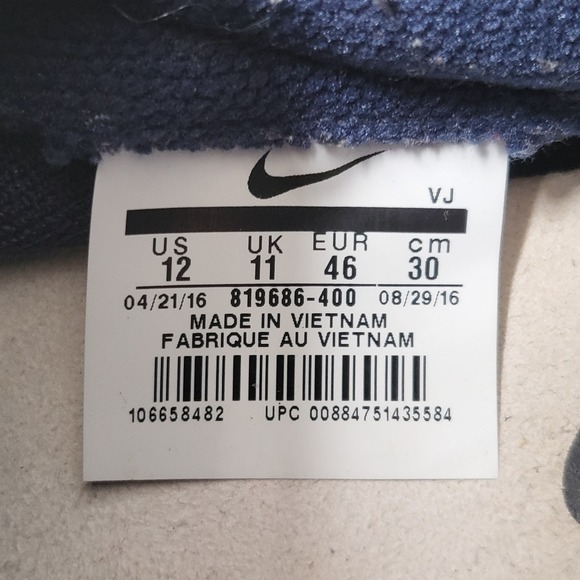 VJ
US UK EUR cm
12 11 46 30
04/21/16 819686-400 08/29/16
MADE IN VIETNAM
FABRIQUE AU VIETNAM
106658482 UPC 00884751435584